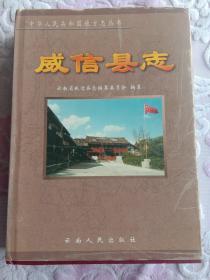 中华人民共和国地方志丛书
威信县志
云南省威信县志编纂委员会 编纂
云南人民出版社